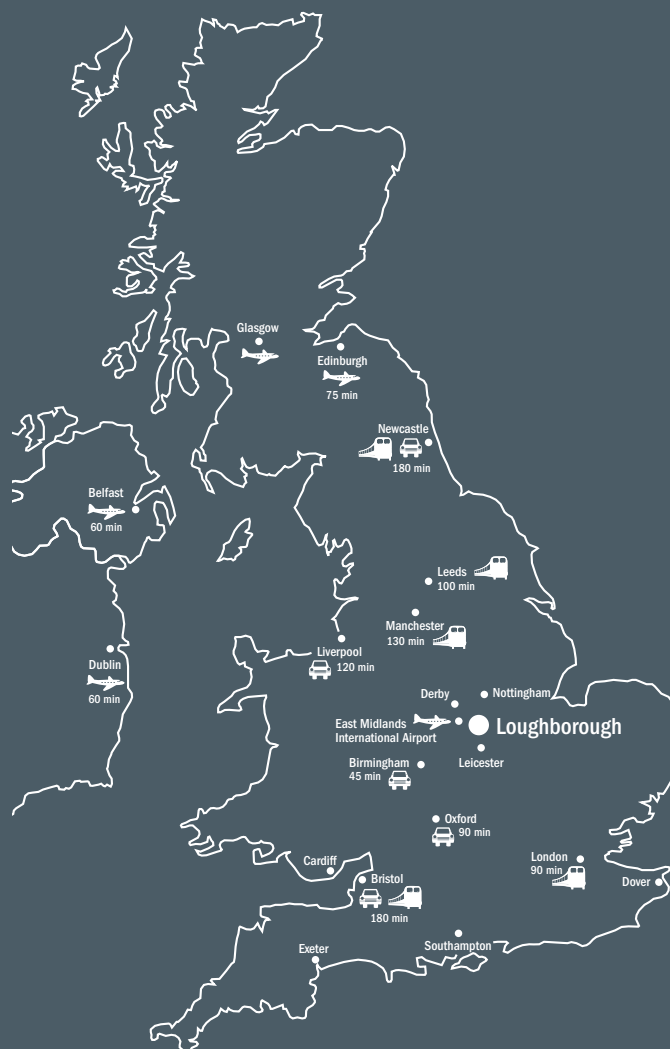 Glasgow
Edinburgh
75 min
Newcastle
180 min
Belfast
60 min
Leeds
100 min
Manchester
130 min
Liverpool
120 min
Dublin
60 min
Derby
Nottingham
East Midlands
International Airport
Loughborough
Birmingham
45 min
Leicester
Oxford
90 min
London
90 min
Cardiff
Bristol
180 min
Dover
Southampton
Exeter